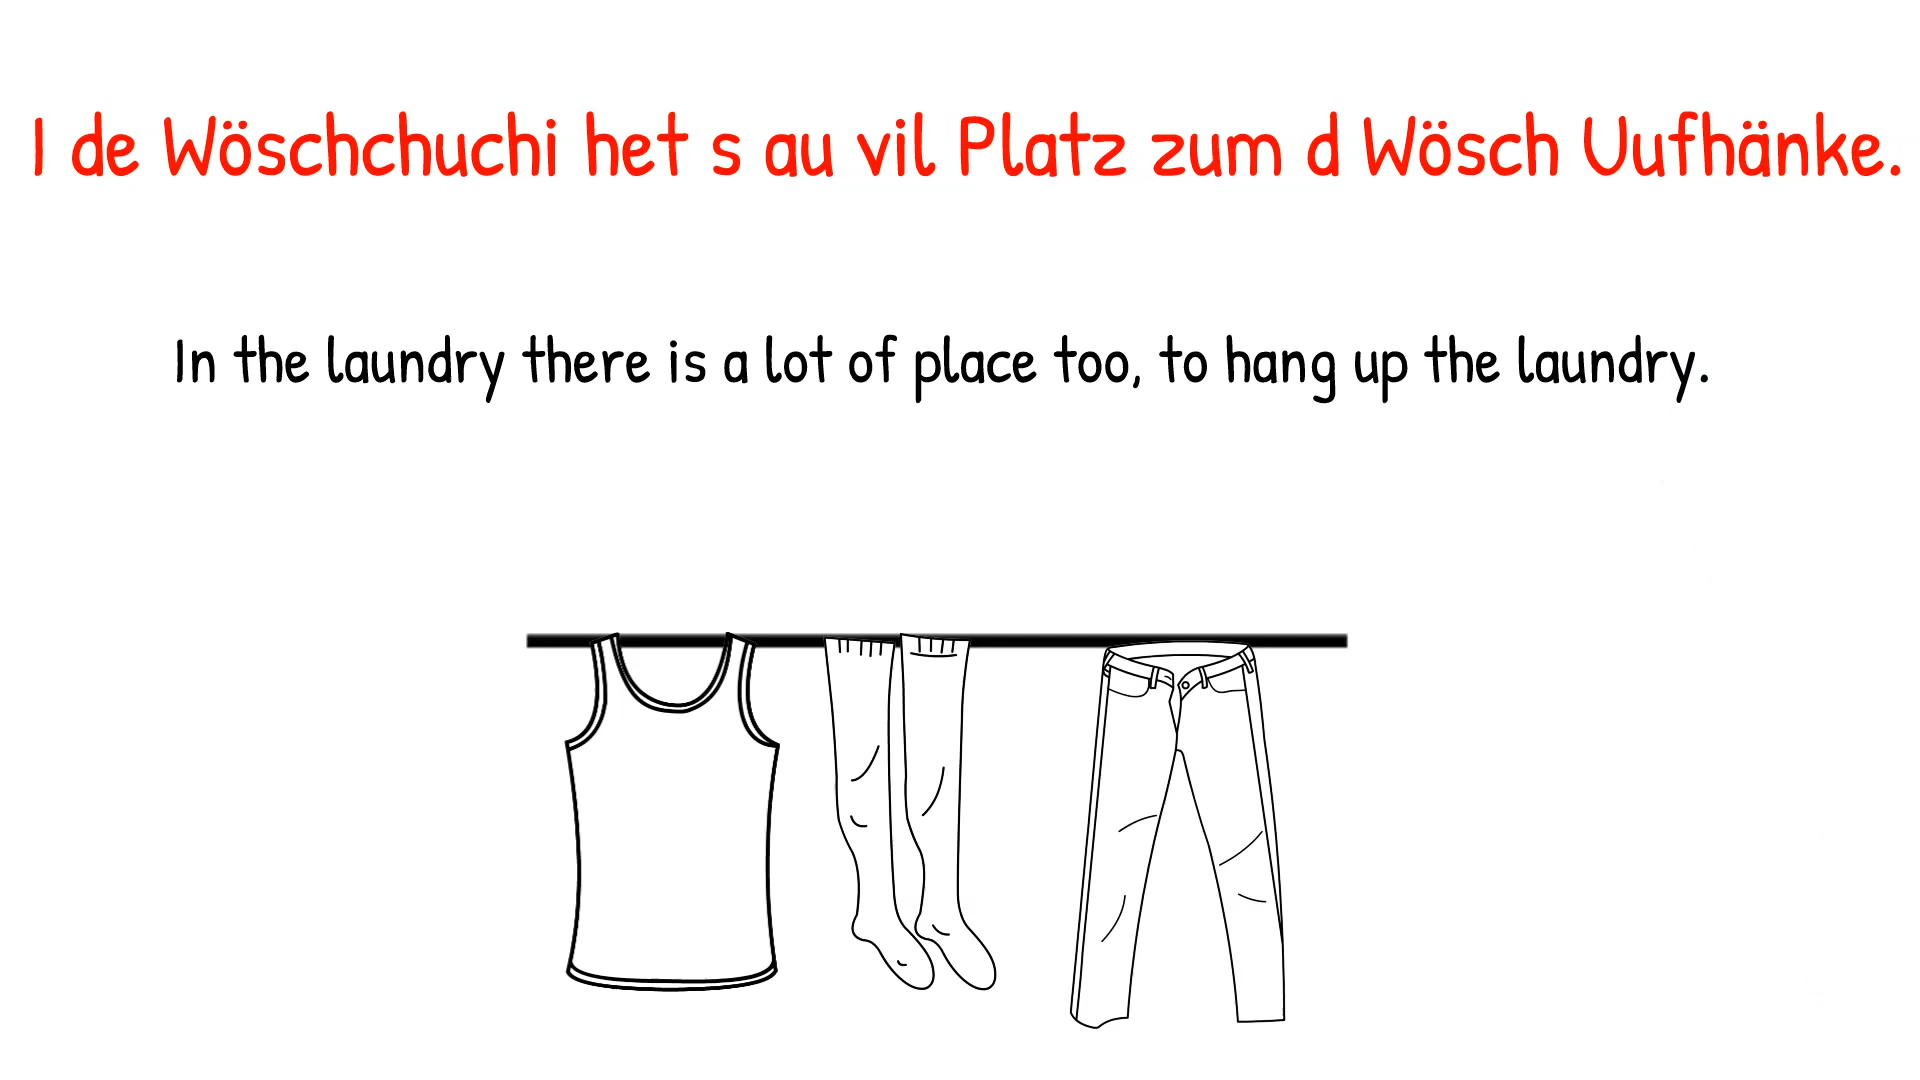 I de Wöschchuchi het s au vil Platz zum d Wösch Uufhänke.
In the laundry there is a lot of place too, to hang up the laundry.